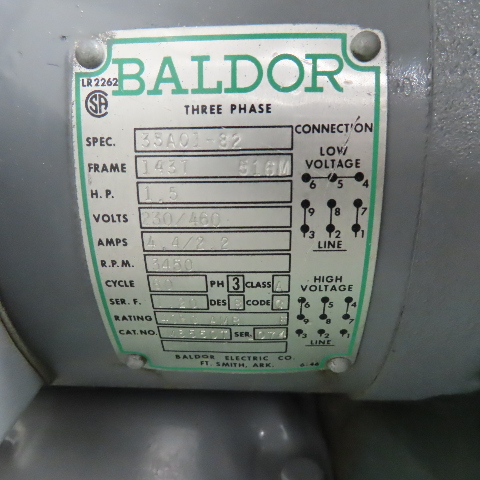 LR2262 BALDOR
THREE PHASE
SPEC. 35A01-82
FRAME 143T 516M
H.P. 1.5
VOLTS 230/460
AMPS 4.4/2.2
R.P.M. 3450
CYCLE 60 PH 3 CLASS A
SER. F. DES CODE
RATING
CAT.NO. SER.
BALDOR ELECTRIC CO.
FT. SMITH, ARK.
CONNECTION
LOW
VOLTAGE
6 5 4
9 8 7
3 2 1
LINE
HIGH
VOLTAGE
6 5 4
9 8 7
3 2 1
LINE